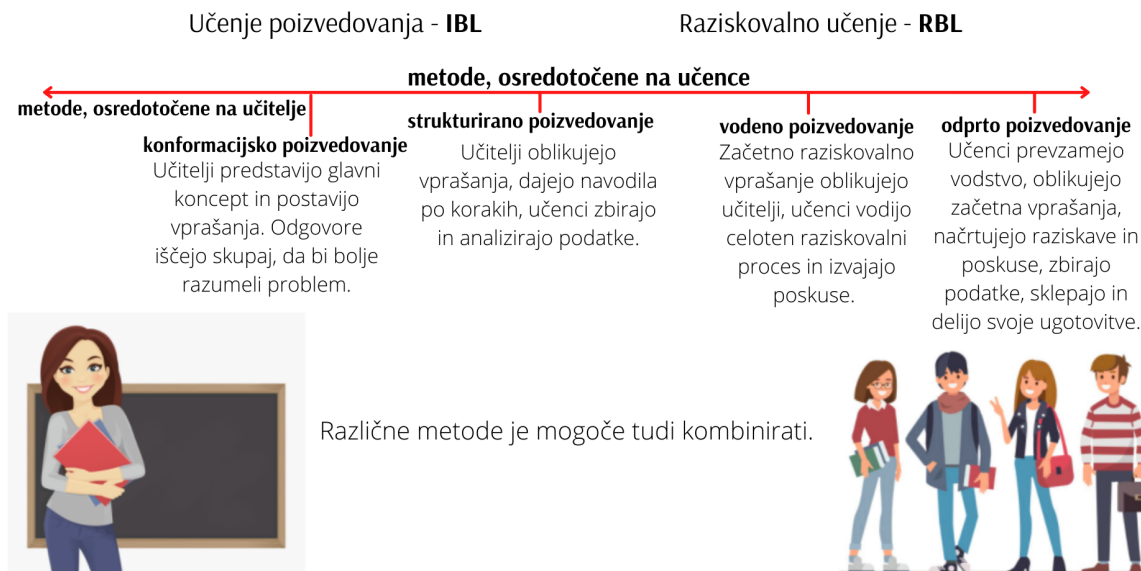 Učenje poizvedovanja - IBL
Raziskovalno učenje - RBL
metode, osredotočene na učence
metode, osredotočene na učitelje
konformacijsko poizvedovanje
Učitelji predstavijo glavni
koncept in postavijo
vprašanja. Odgovore
iščejo skupaj, da bi bolje
razumeli problem.
strukturirano poizvedovanje
Učitelji oblikujejo
vprašanja, dajejo navodila
po korakih, učenci zbirajo
in analizirajo podatke.
vodeno poizvedovanje
Začetno raziskovalno
vprašanje oblikujejo
učitelji, učenci vodijo
celoten raziskovalni
proces in izvajajo
poskuse.
odprto poizvedovanje
Učenci prevzamejo
vodstvo, oblikujejo
začetna vprašanja,
načrtujejo raziskave in
poskuse, zbirajo
podatke, sklepajo in
delijo svoje ugotovitve.
Različne metode je mogoče tudi kombinirati.